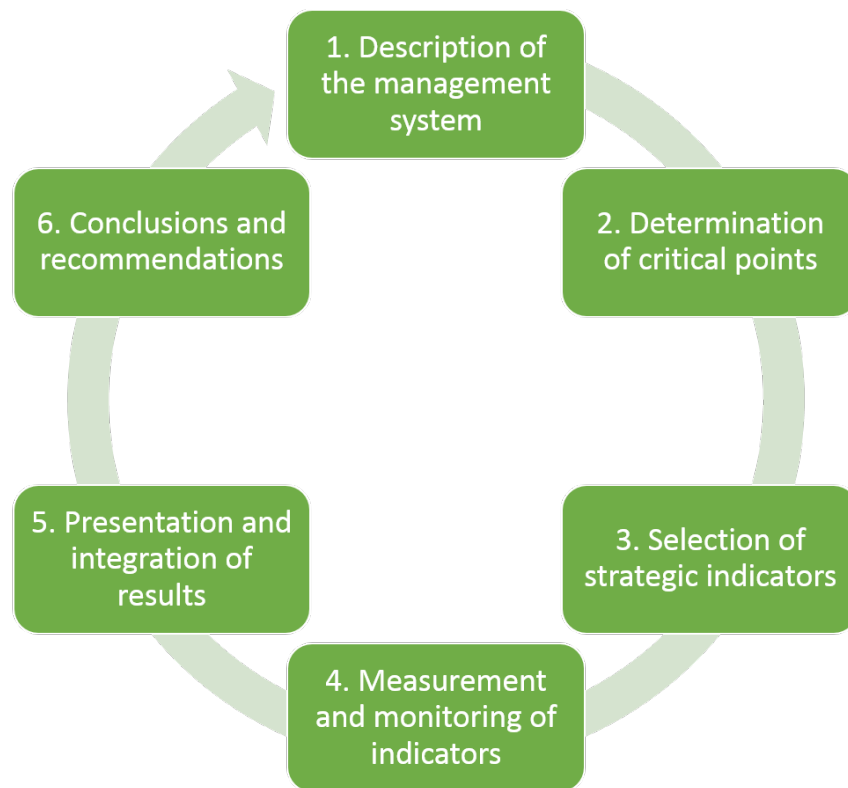 1. Description of
the management
system
2. Determination
of critical points
3. Selection of
strategic indicators
4. Measurement
and monitoring of
indicators
5. Presentation and
integration of
results
6. Conclusions and
recommendations